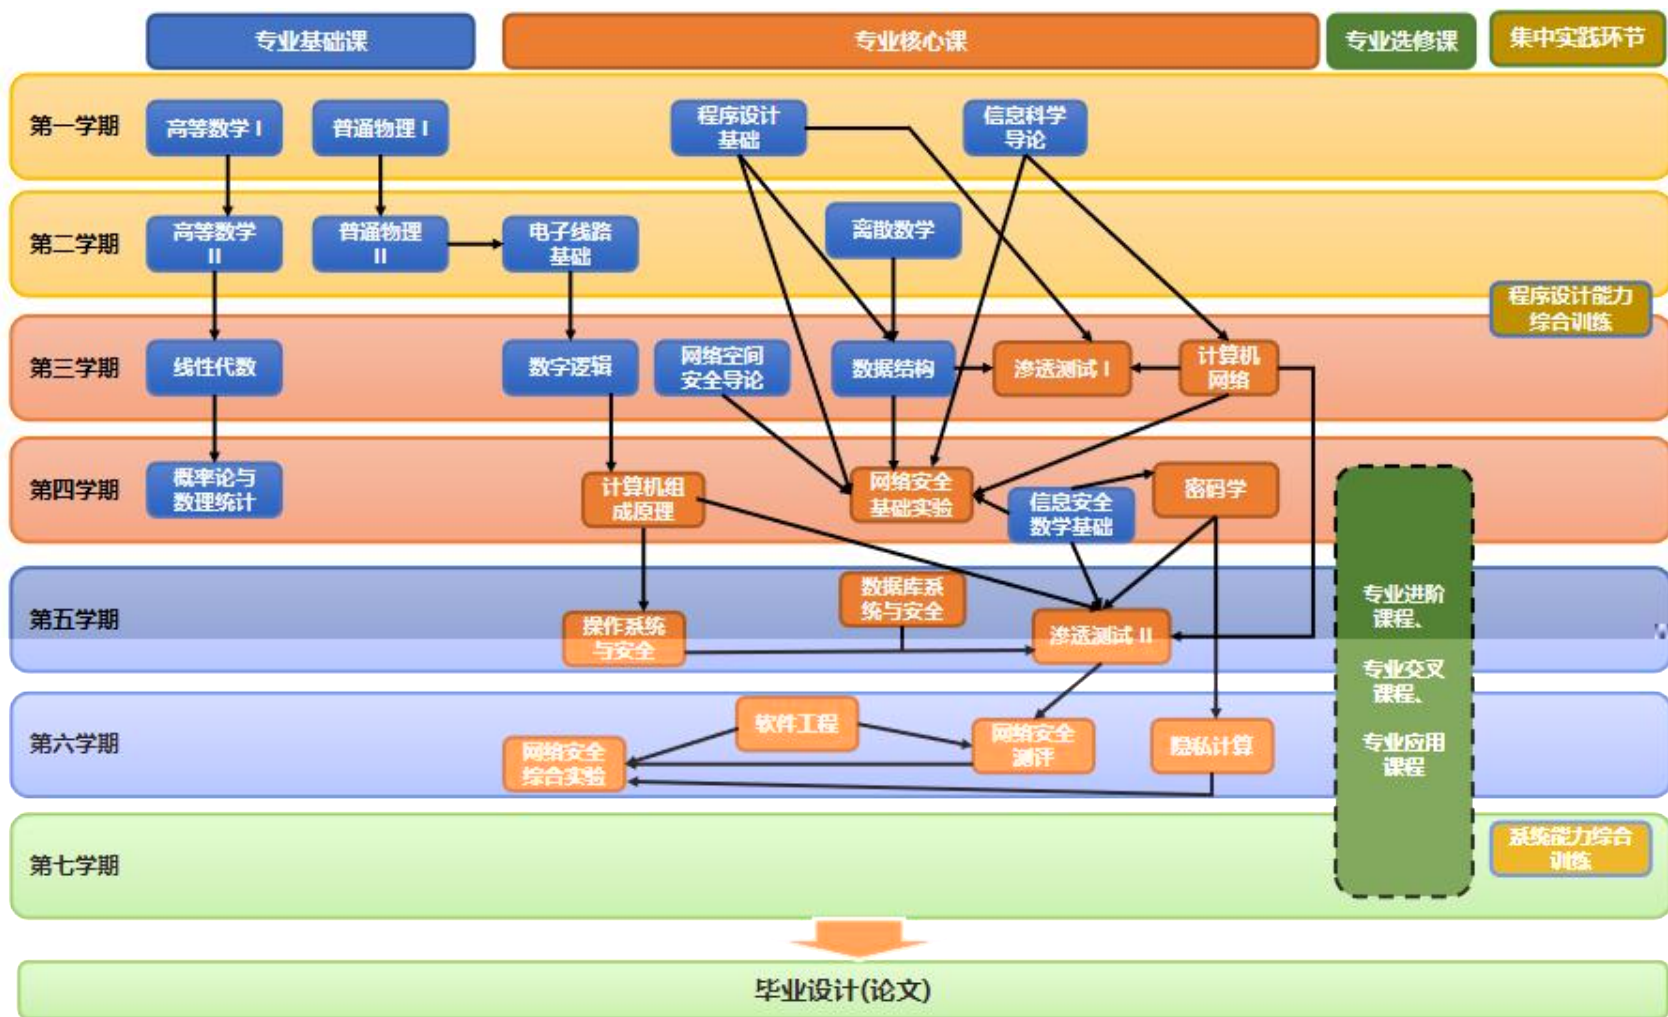 专业基础课
专业核心课
专业选修课
集中实践环节
第一学期
高等数学 I
普通物理 I
程序设计
基础
信息科学
导论
第二学期
高等数学
II
普通物理
II
电子线路
基础
离散数学
程序设计能力
综合训练
第三学期
线性代数
数字逻辑
网络空间
安全导论
数据结构
渗透测试 I
计算机
网络
第四学期
概率论与
数理统计
计算机组
成原理
网络安全
基础实验
信息安全
数学基础
密码学
第五学期
操作系统
与安全
数据库系
统与安全
渗透测试 II
专业进阶
课程、
专业交叉
课程、
专业应用
课程
第六学期
网络安全
综合实验
软件工程
网络安全
测评
隐私计算
第七学期
系统能力综合
训练
毕业设计(论文)